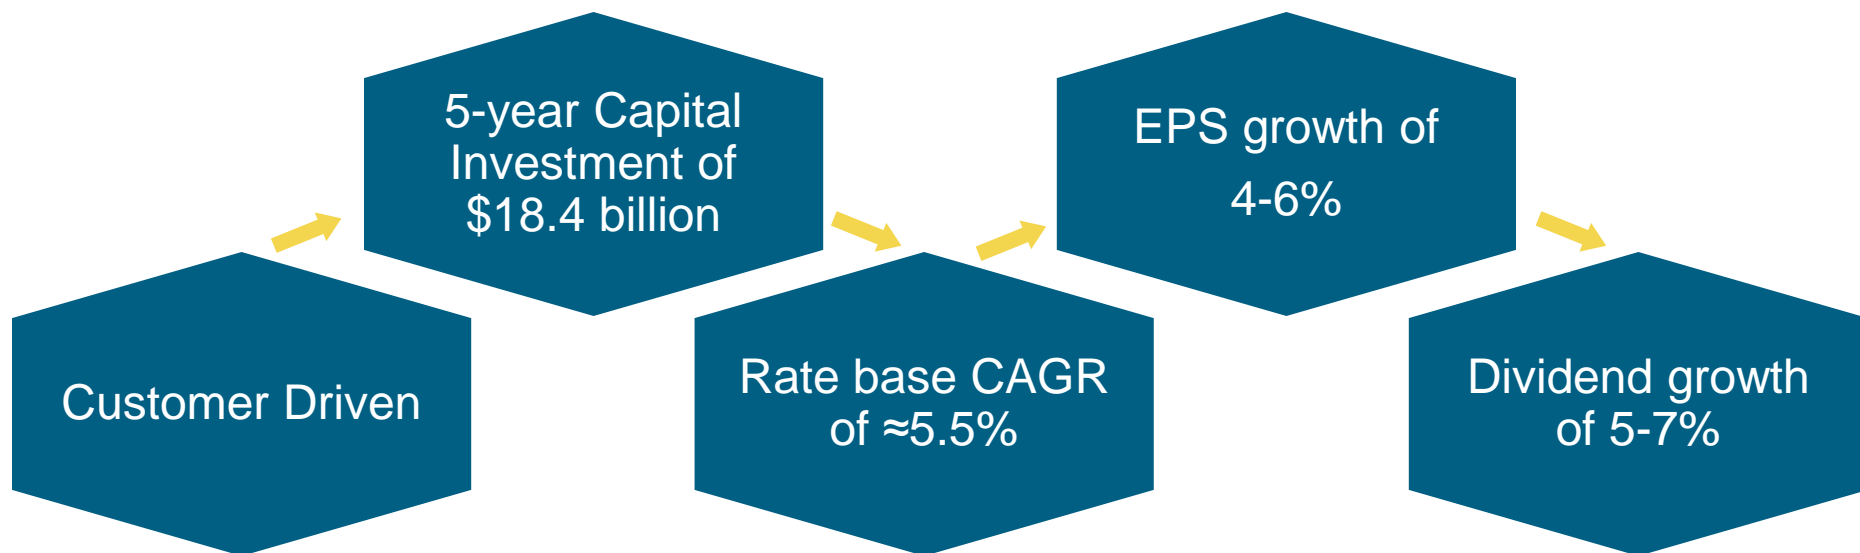 Customer Driven
5-year Capital
Investment of
$18.4 billion
Rate base CAGR
of ≈5.5%
EPS growth of
4-6%
Dividend growth
of 5-7%